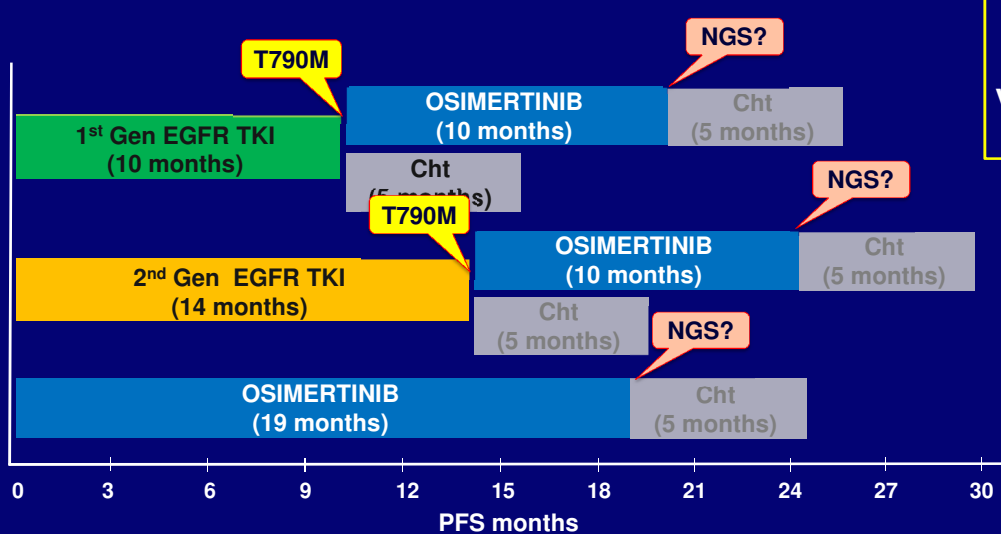 NGS?
T790M
OSIMERTINIB
(10 months)
Cht
(5 months)
1st Gen EGFR TKI
(10 months)
Cht
(5 months)
NGS?
T790M
OSIMERTINIB
(10 months)
Cht
(5 months)
2nd Gen EGFR TKI
(14 months)
Cht
(5 months)
NGS?
OSIMERTINIB
(19 months)
Cht
(5 months)
0 3 6 9 12 15 18 21 24 27 30
PFS months